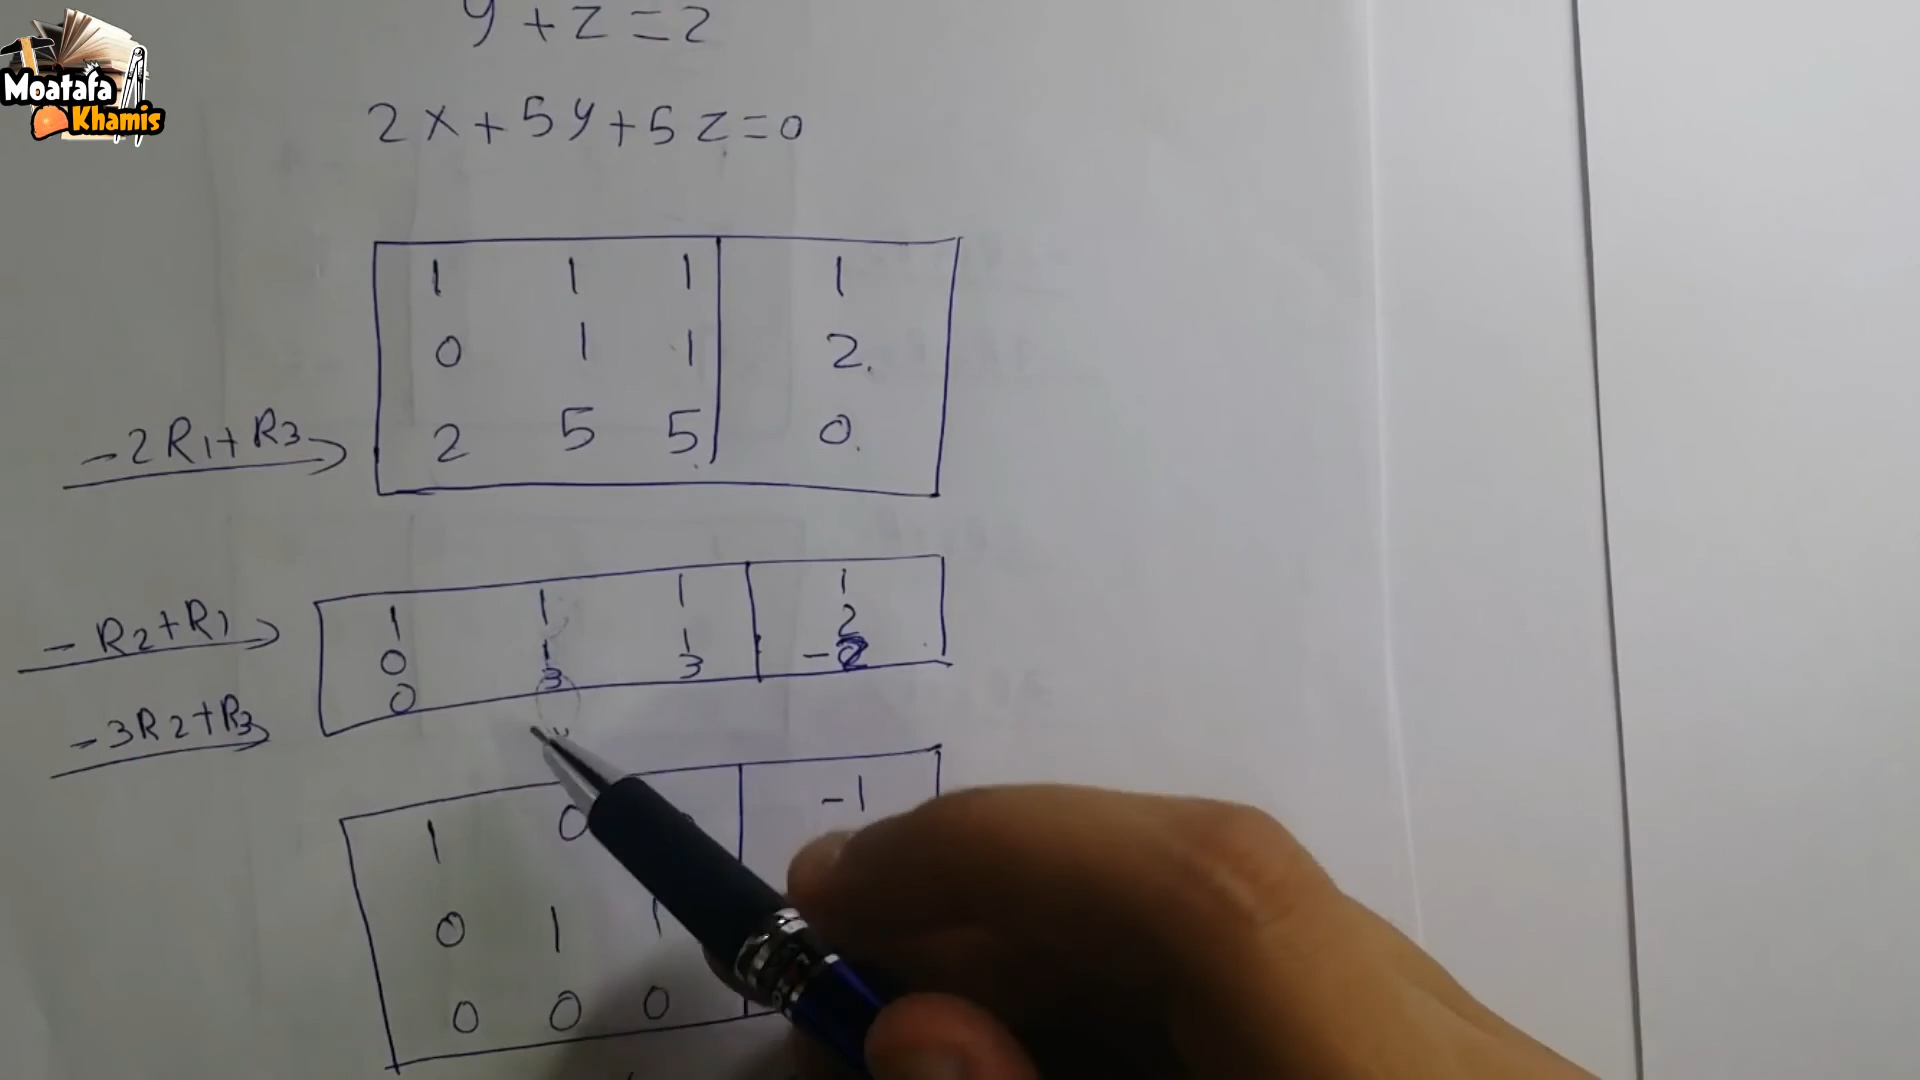 Moatafa
Khamis
y + z = 2
2x + 5y + 5z = 0
1 1 1 1
0 1 1 2
-2R1+R3 2 5 5 0
-R2+R1 1 1 1 1
0 1 1 2
-3R2+R3 0 3 3 -2
1 0 -1
0 1 1
0 0 0